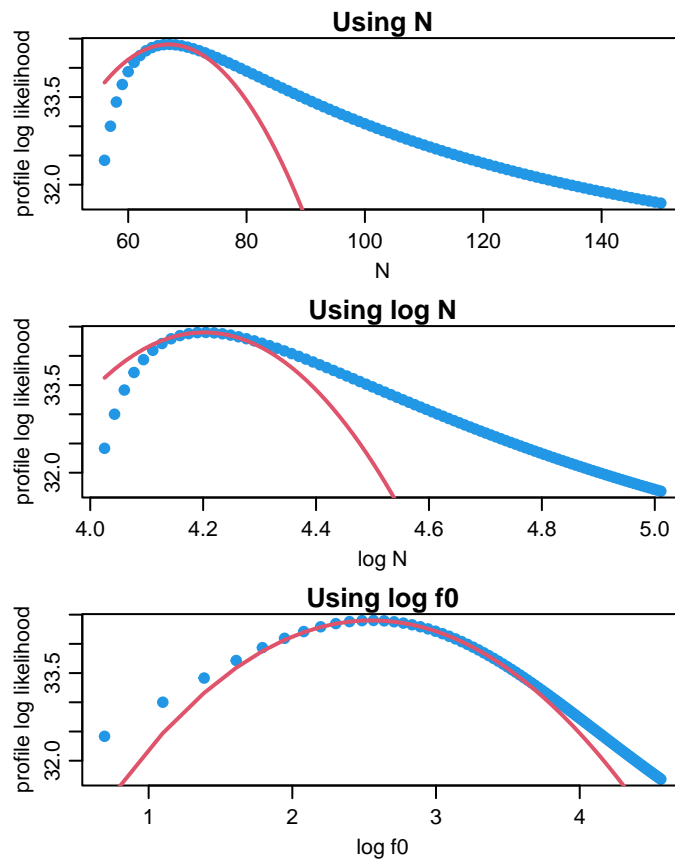 Using N
profile log likelihood
33.5
32.0
60 80 100 120 140
N
Using log N
profile log likelihood
33.5
32.0
4.0 4.2 4.4 4.6 4.8 5.0
log N
Using log f0
profile log likelihood
33.5
32.0
1 2 3 4
log f0